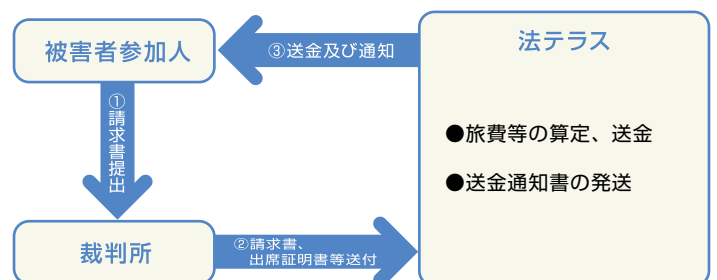 被害者参加人
③送金及び通知
法テラス
①請求書提出
●旅費等の算定、送金
●送金通知書の発送
裁判所
②請求書、
出席証明書等送付